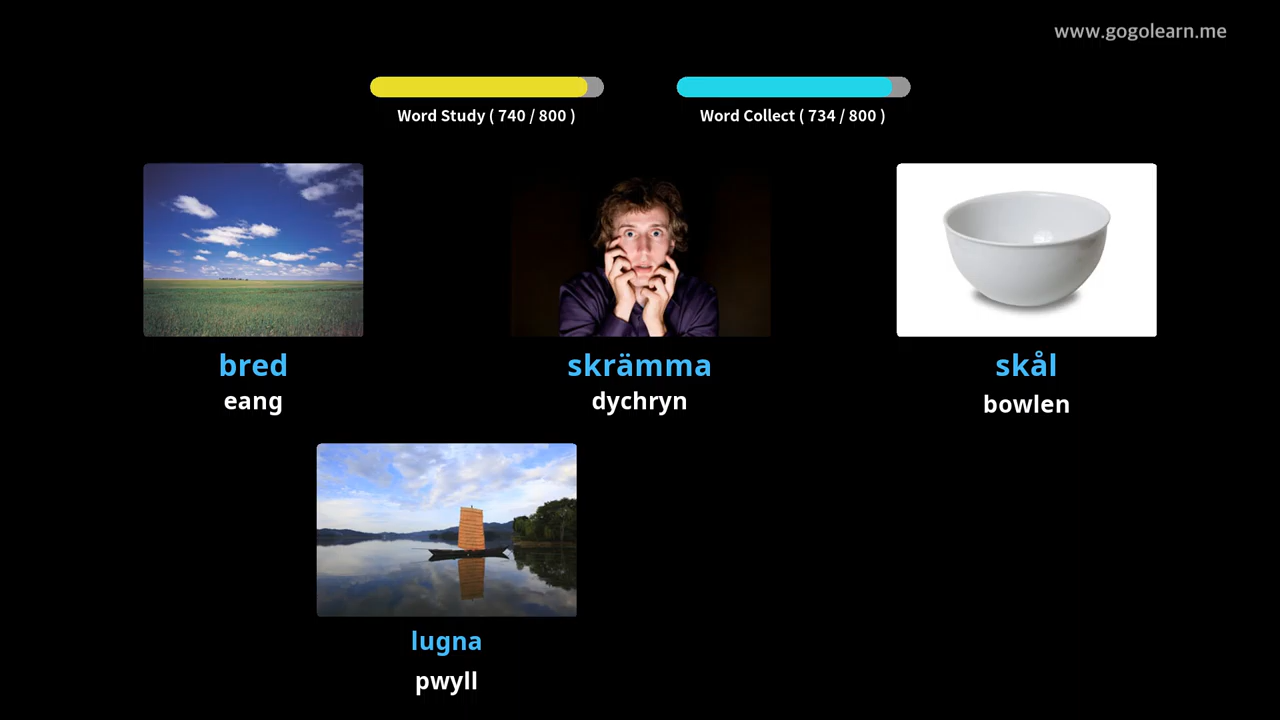 www.gogolearn.me
Word Study ( 740 / 800 )
Word Collect ( 734 / 800 )
bred
eang
skrämma
dychryn
skål
bowlen
lugna
pwyll